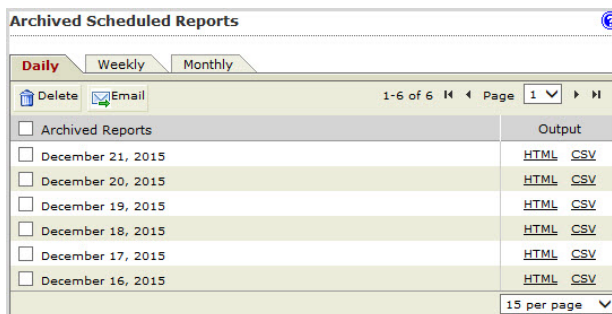 Archived Scheduled Reports
Daily Weekly Monthly
Delete Email 1-6 of 6 Page 1
Archived Reports Output
December 21, 2015 HTML CSV
December 20, 2015 HTML CSV
December 19, 2015 HTML CSV
December 18, 2015 HTML CSV
December 17, 2015 HTML CSV
December 16, 2015 HTML CSV
15 per page